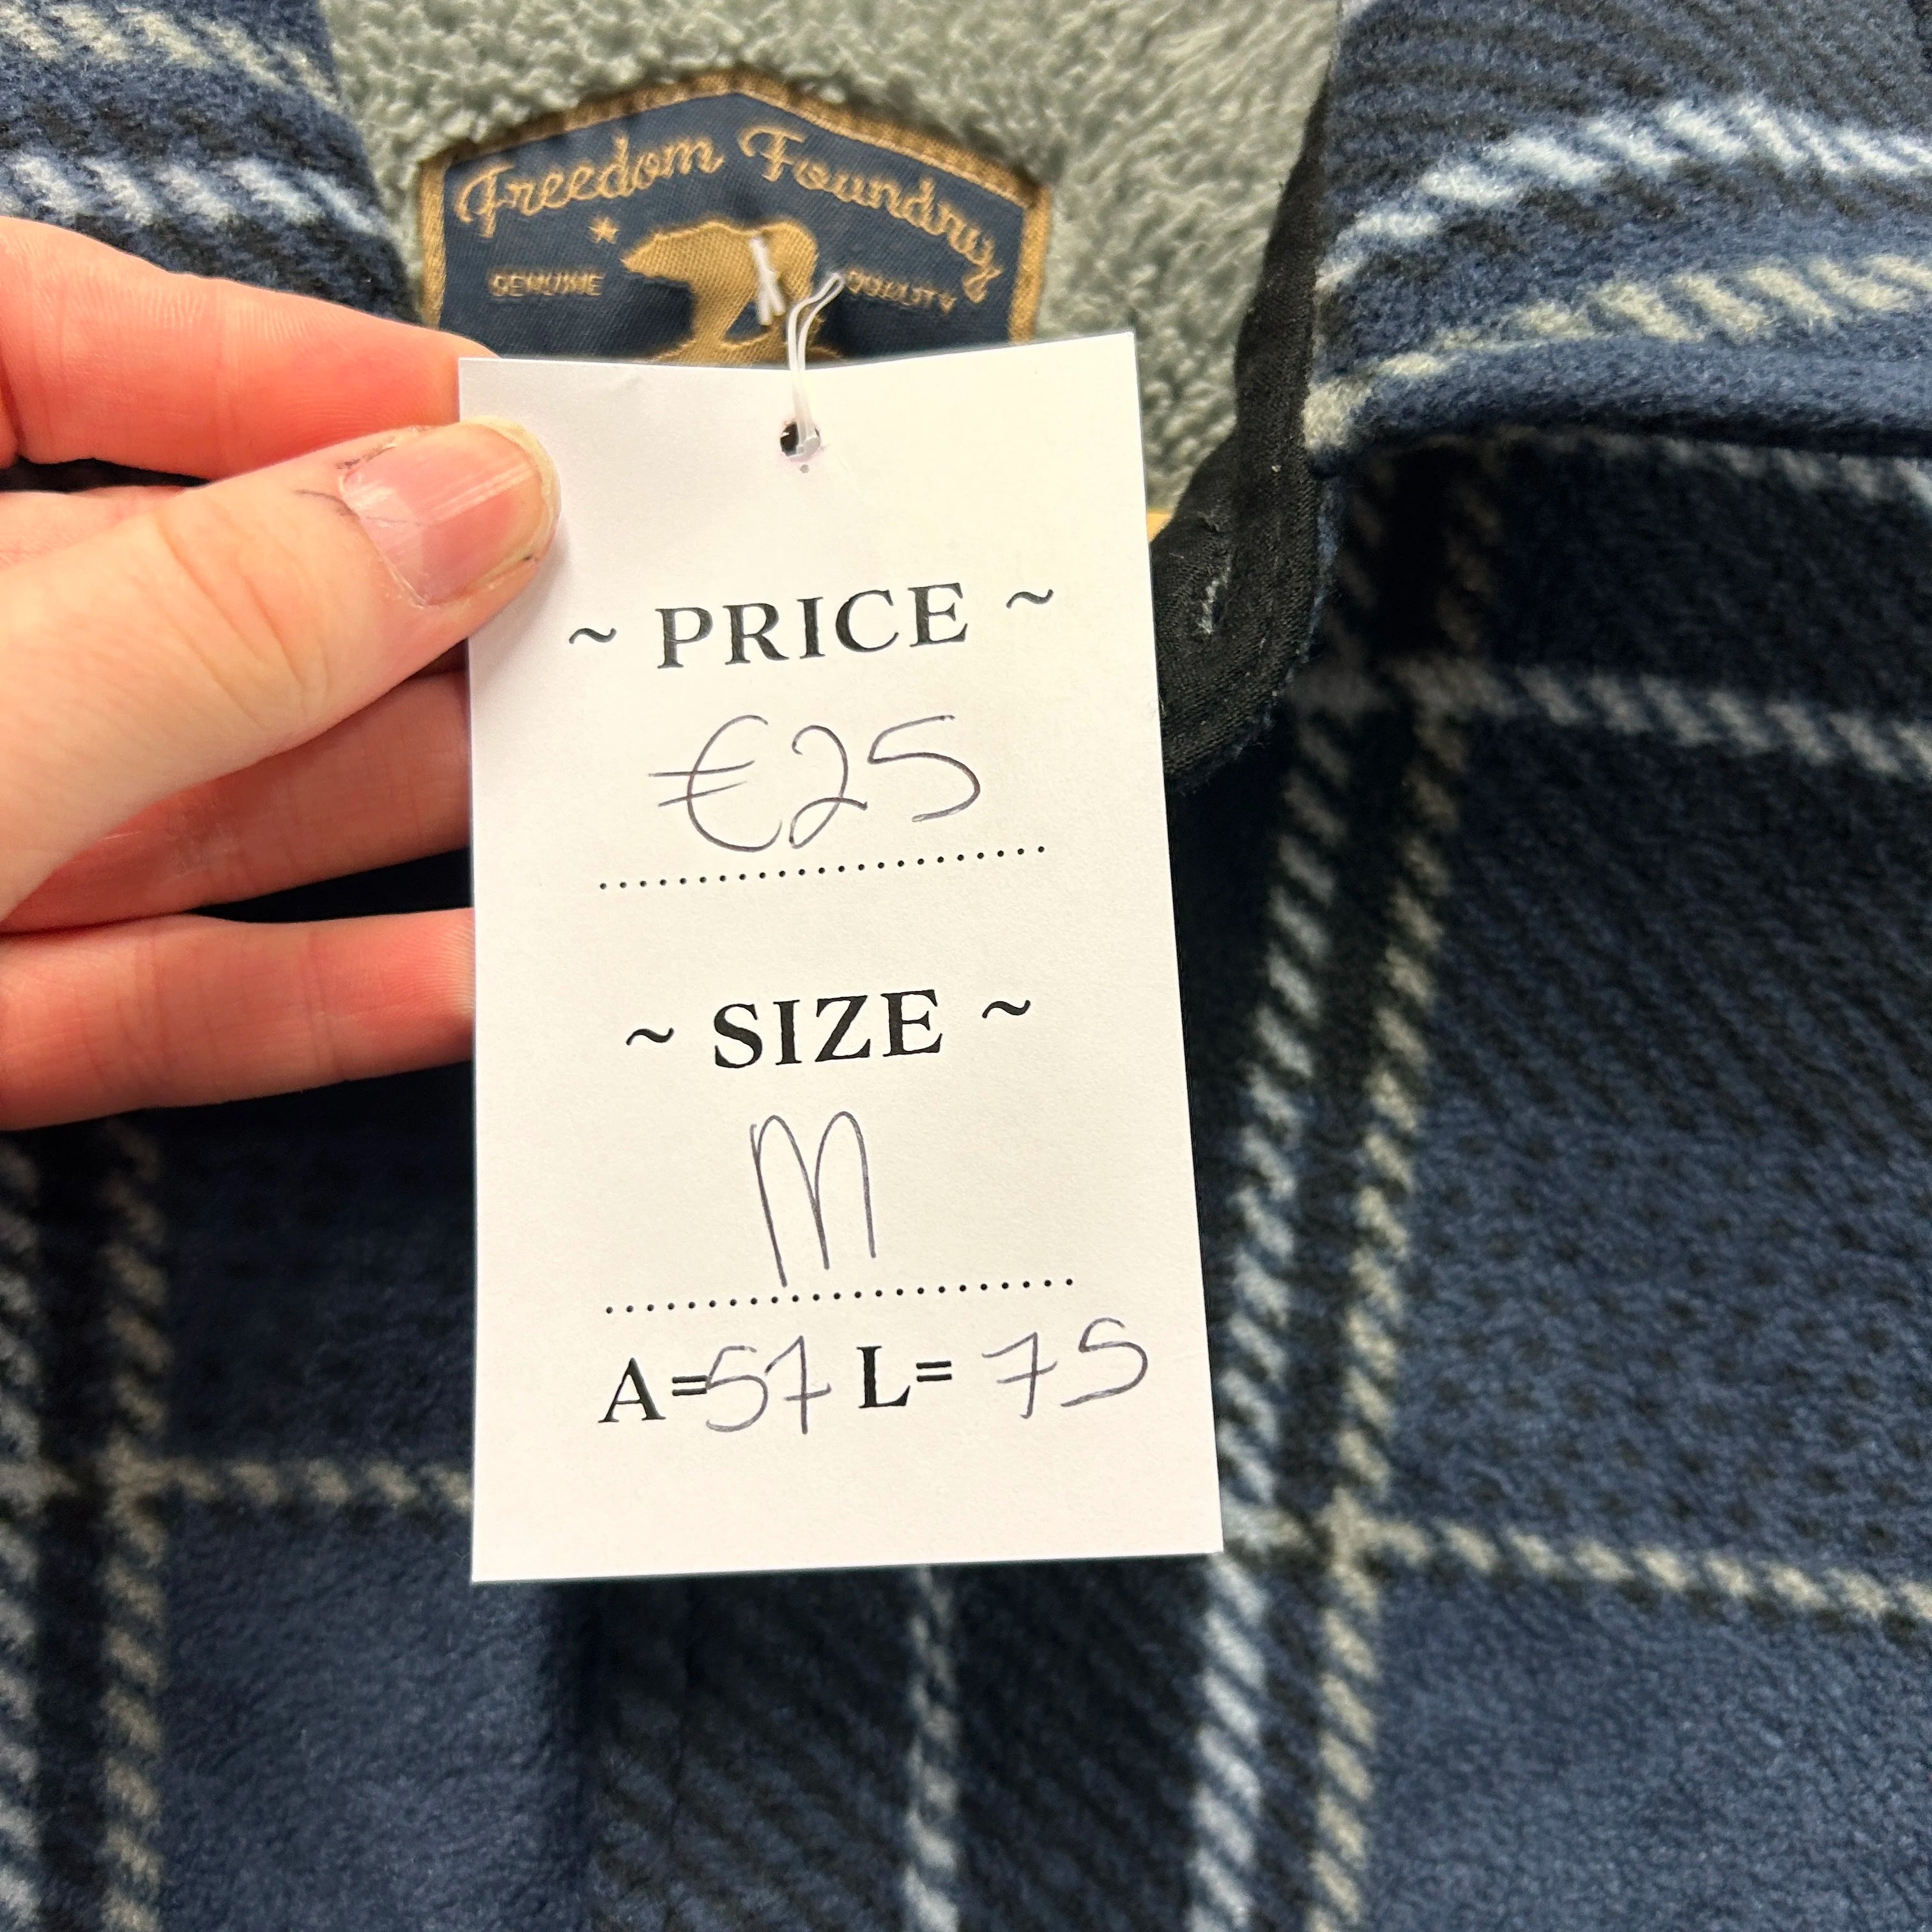 Freedom Foundry
GENUINE QUALITY
~ PRICE ~
€25
~ SIZE ~
M
A=57 L=75